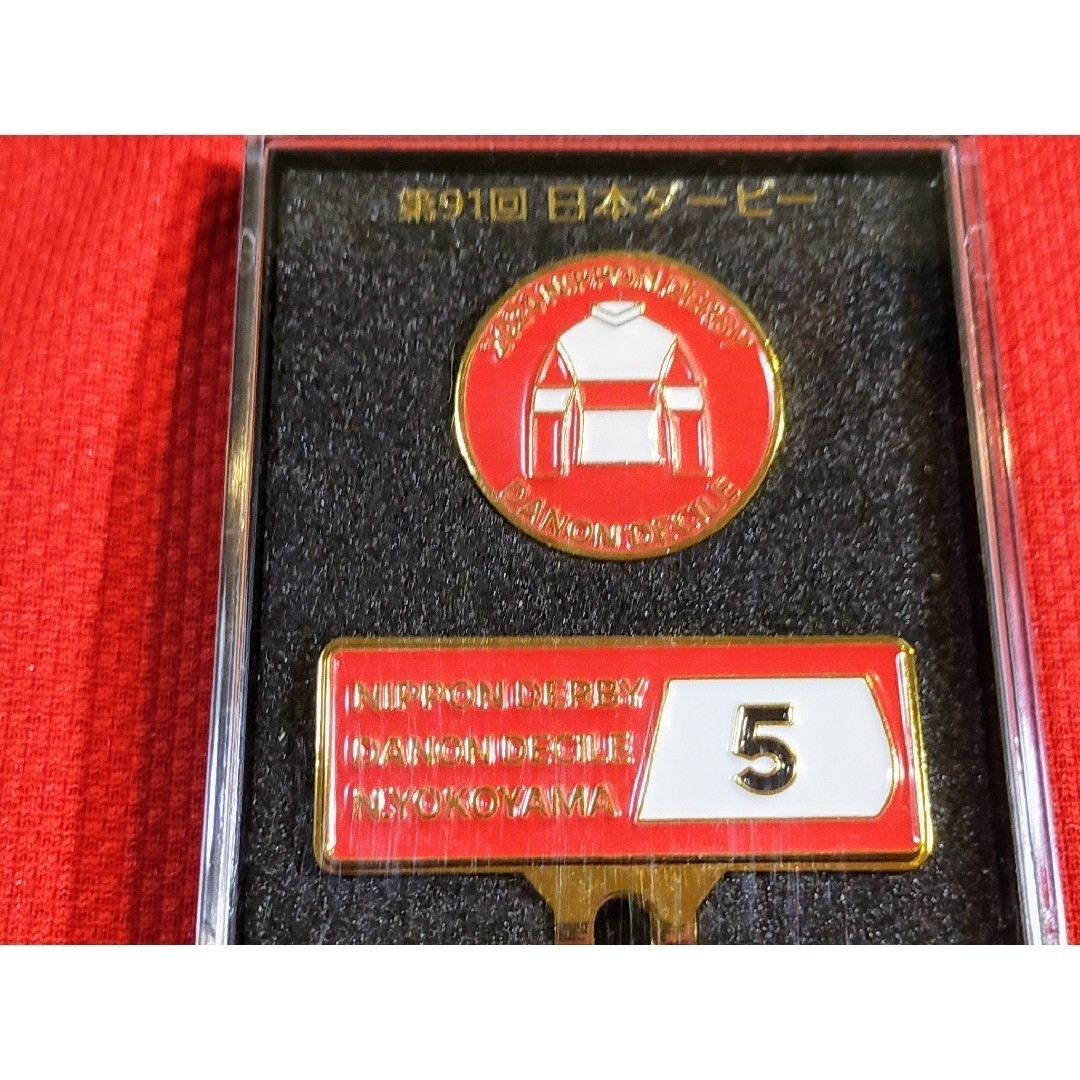 第91回 日本ダービー
2024 NIPPON DERBY
DANON DECILE
NIPPON DERBY
DANON DECILE
N.YOKOYAMA
5